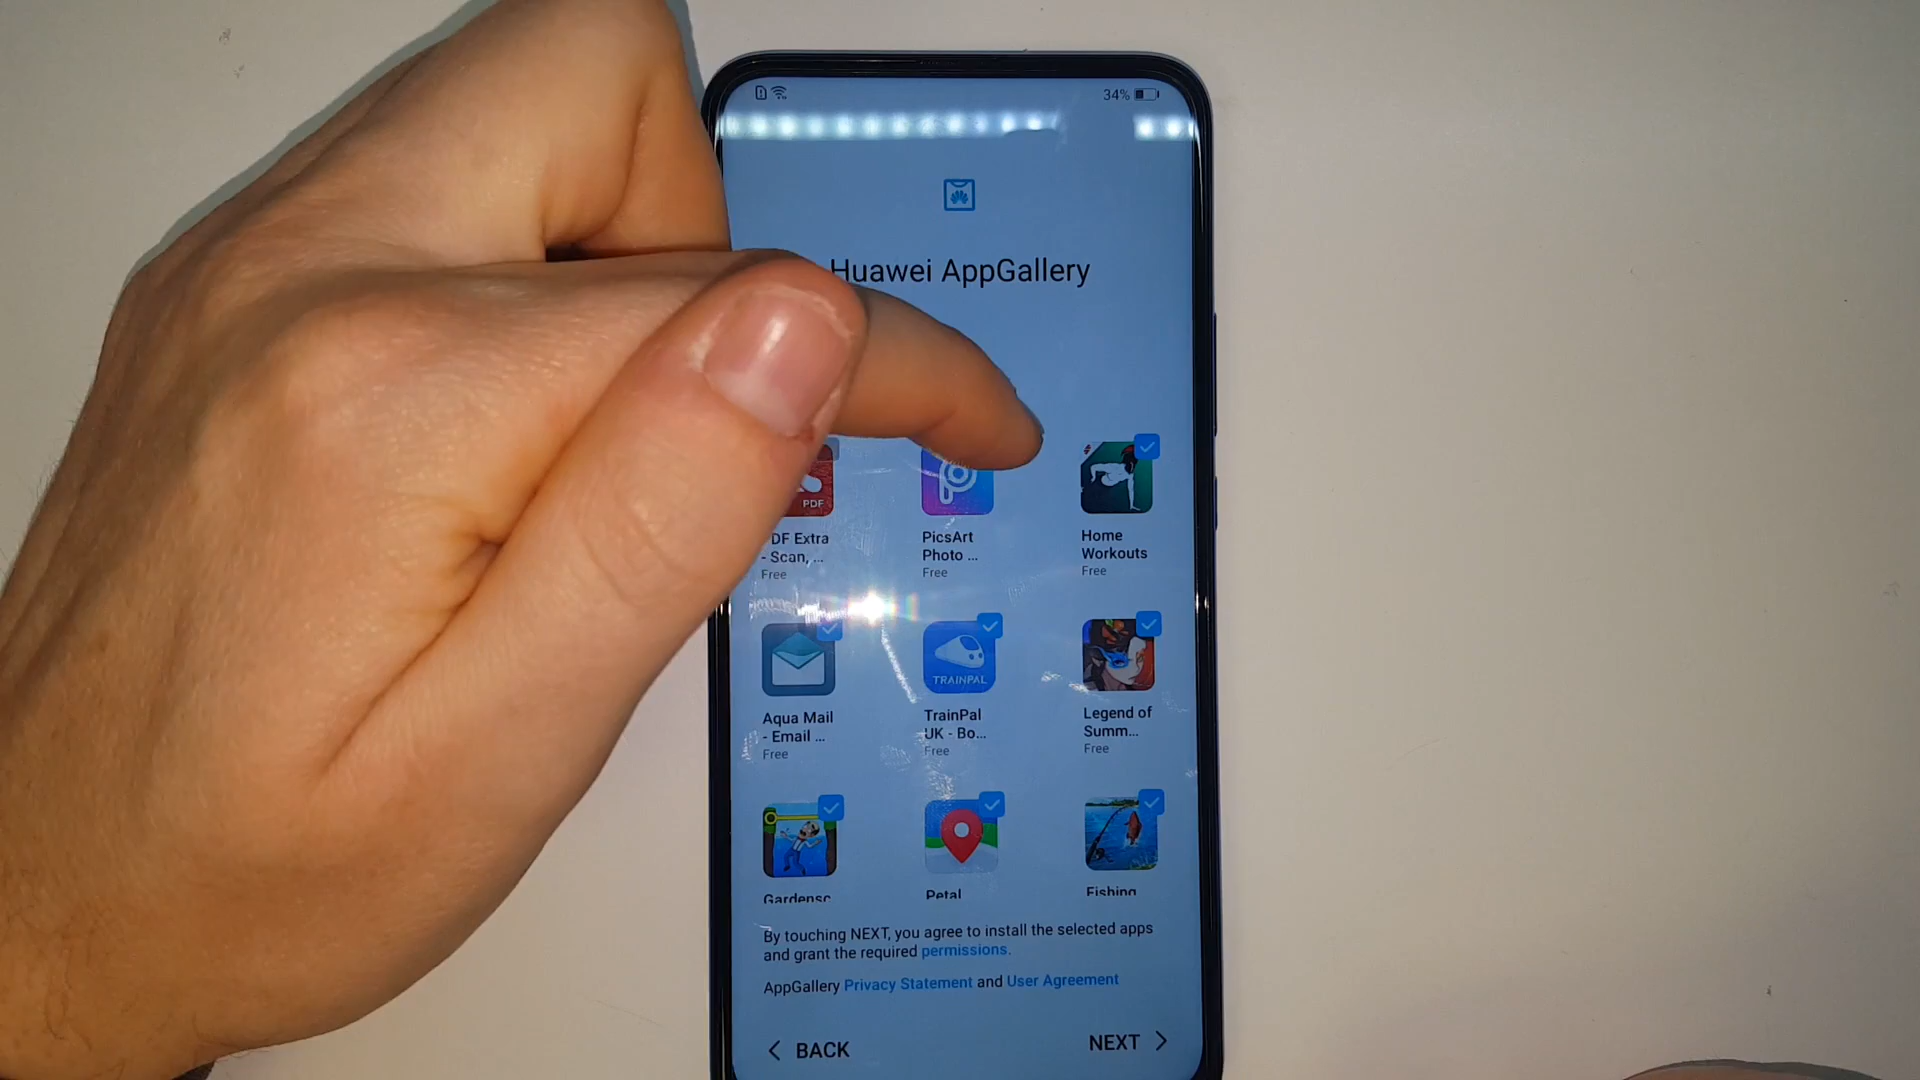 34%
Huawei AppGallery
PDF
DF Extra
- Scan, ...
Free
PicsArt
Photo ...
Free
Home
Workouts
Free
TRAINPAL
Aqua Mail
- Email ...
Free
TrainPal
UK - Bo...
Free
Legend of
Summ...
Free
Gardensc
Petal
Fishing
By touching NEXT, you agree to install the selected apps
and grant the required permissions.
AppGallery Privacy Statement and User Agreement
BACK
NEXT